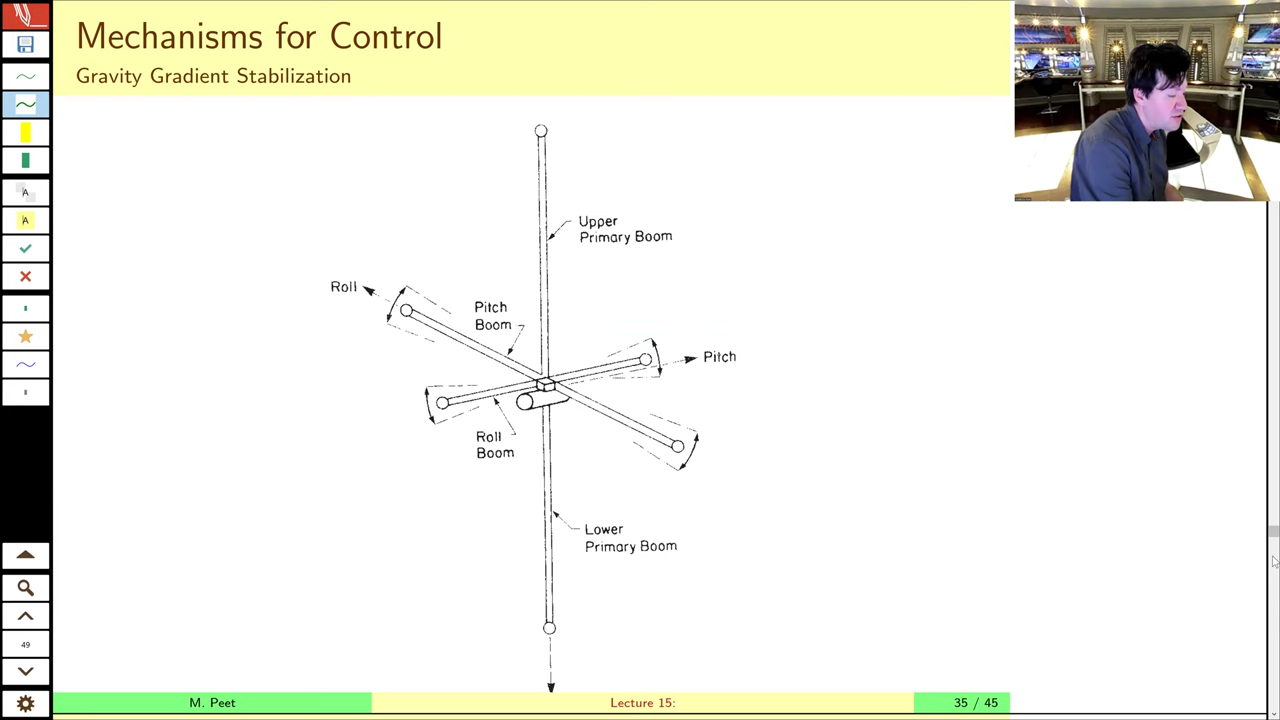 Mechanisms for Control
Gravity Gradient Stabilization
Upper
Primary Boom
Roll
Pitch
Boom
Pitch
Roll
Boom
Lower
Primary Boom
A
A
49
M. Peet
Lecture 15:
35 / 45